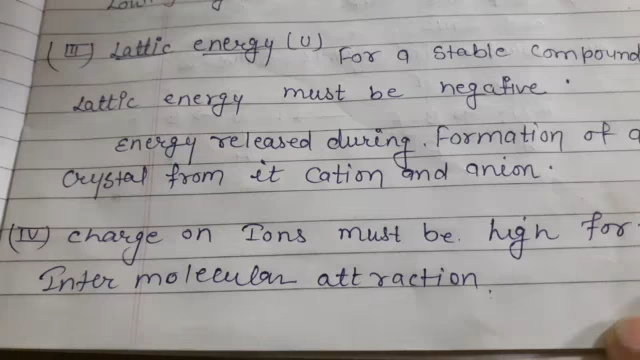 (III) Lattic energy (U) For a stable compound
Lattic energy must be negative.
Energy released during. Formation of a
Crystal from it Cation and anion.
(IV) Charge on Ions must be. high for
Inter molecular attraction.